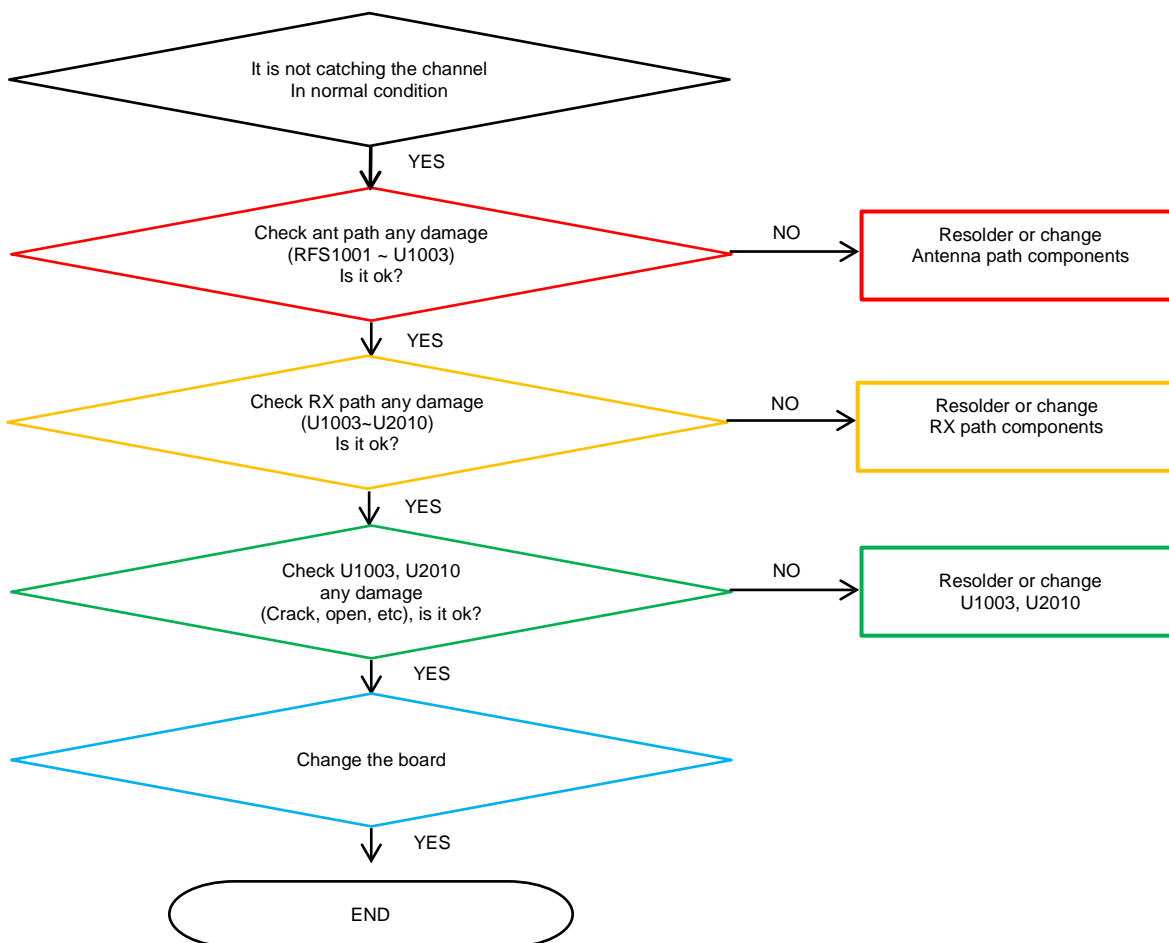 It is not catching the channel
In normal condition
YES
Check ant path any damage
(RFS1001 ~ U1003)
Is it ok?
NO
Resolder or change
Antenna path components
YES
Check RX path any damage
(U1003~U2010)
Is it ok?
NO
Resolder or change
RX path components
YES
Check U1003, U2010
any damage
(Crack, open, etc), is it ok?
NO
Resolder or change
U1003, U2010
YES
Change the board
YES
END